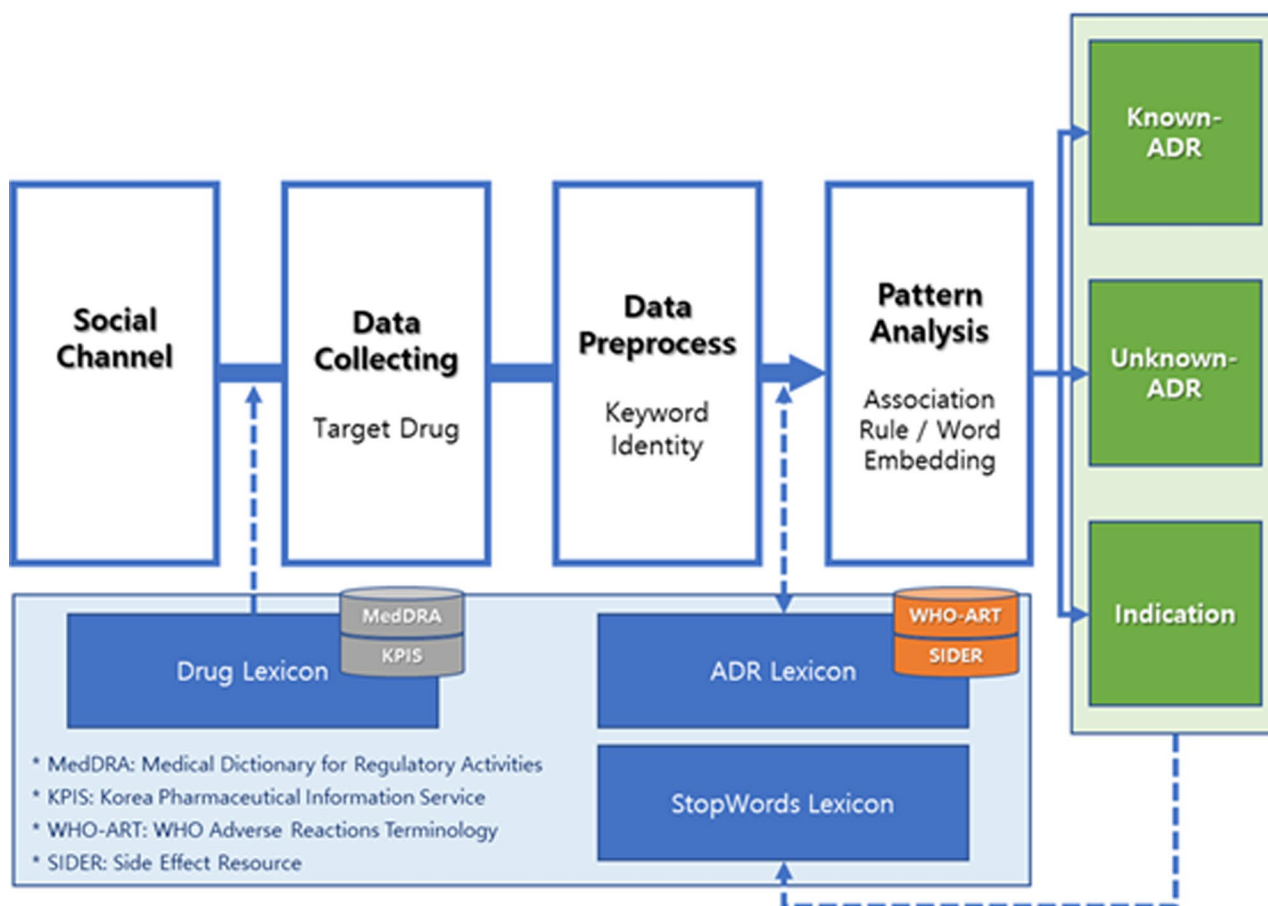 Social
Channel
Data
Collecting
Target Drug
Data
Preprocess
Keyword
Identity
Pattern
Analysis
Association
Rule / Word
Embedding
Known-
ADR
Unknown-
ADR
Indication
MedDRA
KPIS
Drug Lexicon
WHO-ART
SIDER
ADR Lexicon
StopWords Lexicon
* MedDRA: Medical Dictionary for Regulatory Activities
* KPIS: Korea Pharmaceutical Information Service
* WHO-ART: WHO Adverse Reactions Terminology
* SIDER: Side Effect Resource